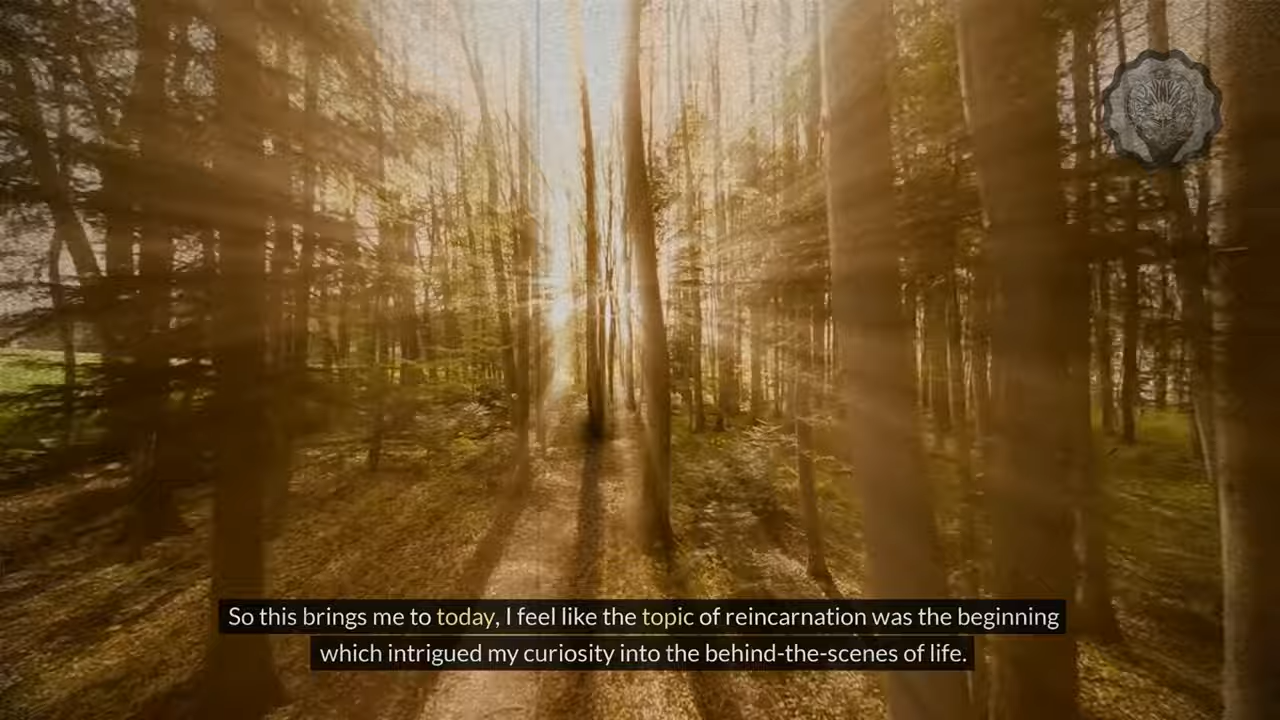 So this brings me to today, I feel like the topic of reincarnation was the beginning
which intrigued my curiosity into the behind-the-scenes of life.